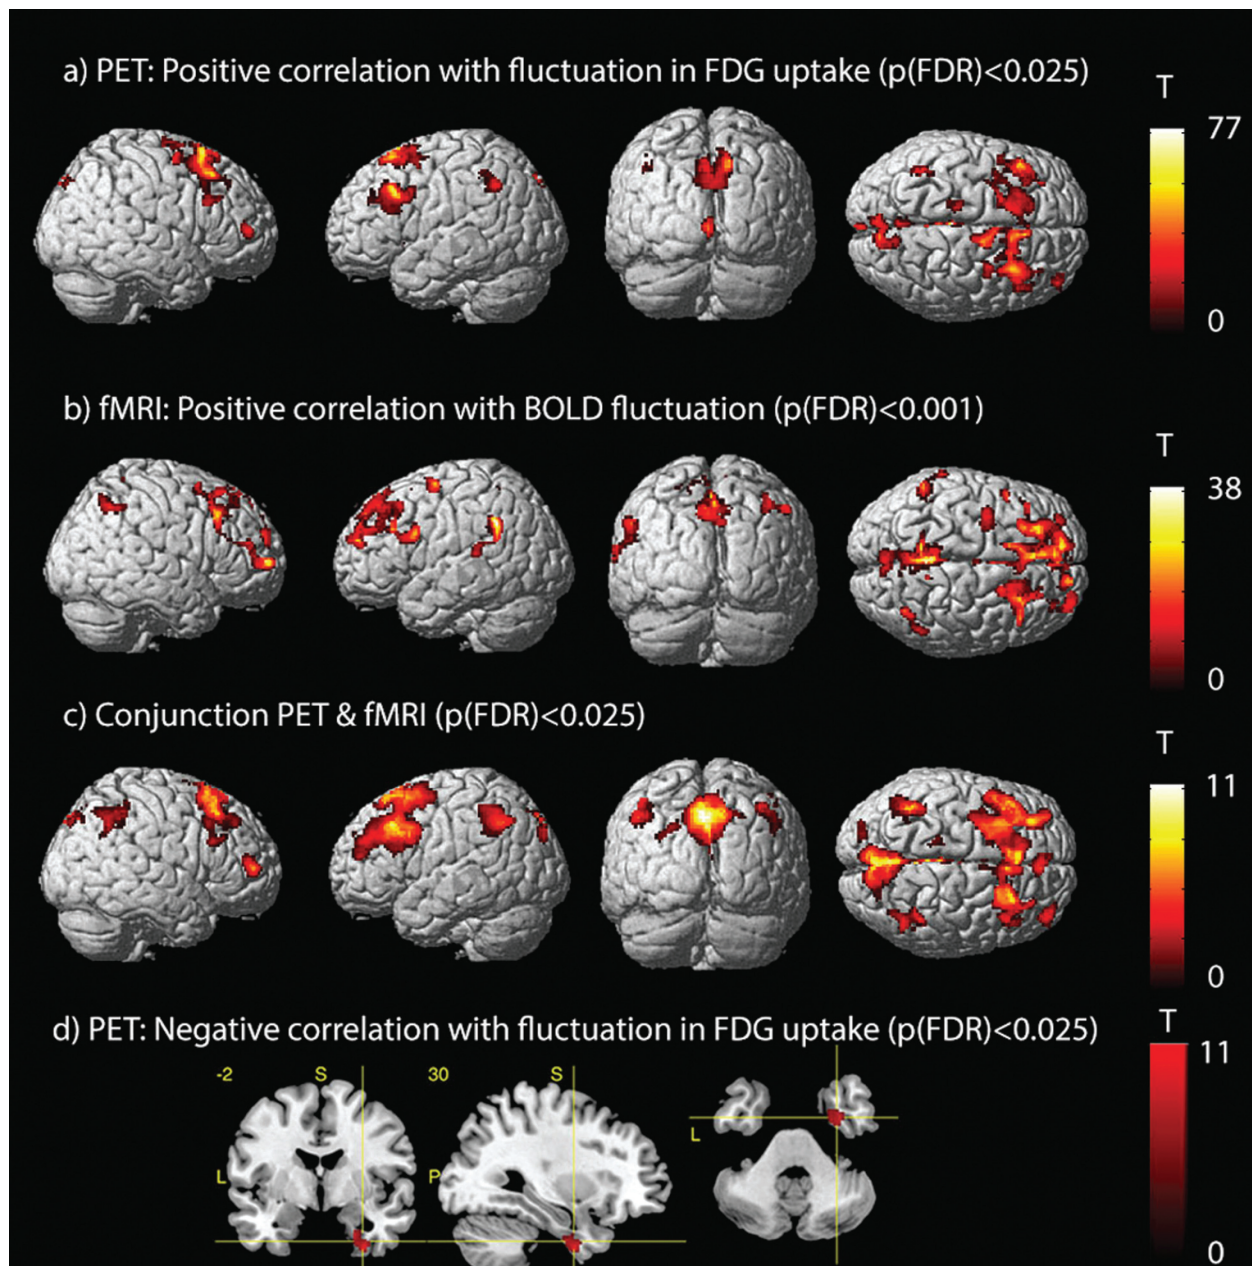 a) PET: Positive correlation with fluctuation in FDG uptake (p(FDR)<0.025)
T
77
0
b) fMRI: Positive correlation with BOLD fluctuation (p(FDR)<0.001)
T
38
0
c) Conjunction PET & fMRI (p(FDR)<0.025)
T
11
0
d) PET: Negative correlation with fluctuation in FDG uptake (p(FDR)<0.025)
T
11
-2 S 30 S
L
L P
0